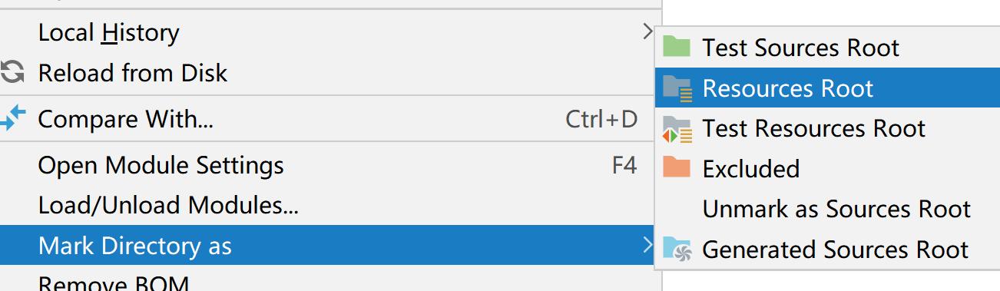 Local History
Reload from Disk
Compare With... Ctrl+D
Open Module Settings F4
Load/Unload Modules...
Mark Directory as
Remove BOM
Test Sources Root
Resources Root
Test Resources Root
Excluded
Unmark as Sources Root
Generated Sources Root